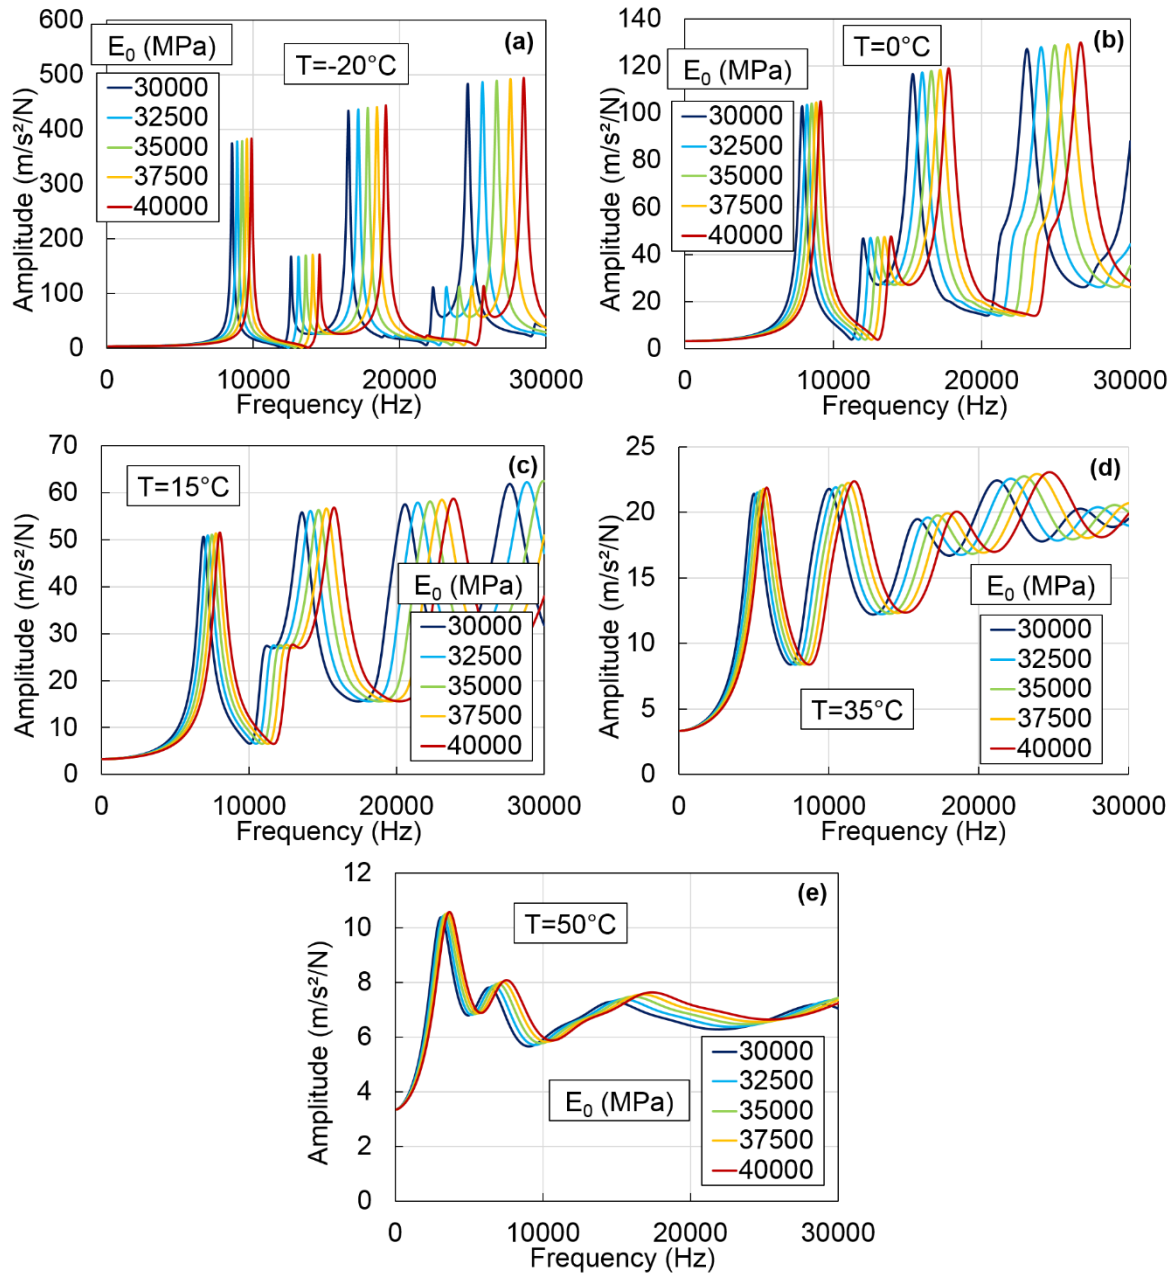 (a)
E₀ (MPa)
T=-20°C
30000
32500
35000
37500
40000
600
500
400
300
200
100
0
Amplitude (m/s²/N)
0 10000 20000 30000
Frequency (Hz)
(b)
T=0°C
E₀ (MPa)
30000
32500
35000
37500
40000
140
120
100
80
60
40
20
0
Amplitude (m/s²/N)
0 10000 20000 30000
Frequency (Hz)
(c)
T=15°C
E₀ (MPa)
30000
32500
35000
37500
40000
70
60
50
40
30
20
10
0
Amplitude (m/s²/N)
0 10000 20000 30000
Frequency (Hz)
(d)
E₀ (MPa)
30000
32500
35000
37500
40000
T=35°C
25
20
15
10
5
0
Amplitude (m/s²/N)
0 10000 20000 30000
Frequency (Hz)
(e)
T=50°C
E₀ (MPa)
30000
32500
35000
37500
40000
12
10
8
6
4
2
0
Amplitude (m/s²/N)
0 10000 20000 30000
Frequency (Hz)